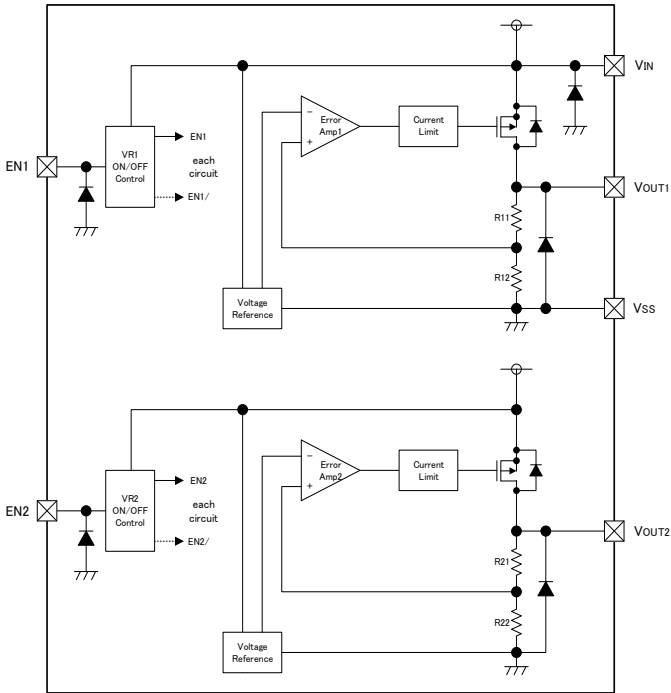 VIN
−
Error
Amp1
+
Current
Limit
EN1
VR1
ON/OFF
Control
EN1
each
circuit
EN1/
VOUT1
R11
R12
Voltage
Reference
VSS
−
Error
Amp2
+
Current
Limit
EN2
VR2
ON/OFF
Control
EN2
each
circuit
EN2/
VOUT2
R21
R22
Voltage
Reference